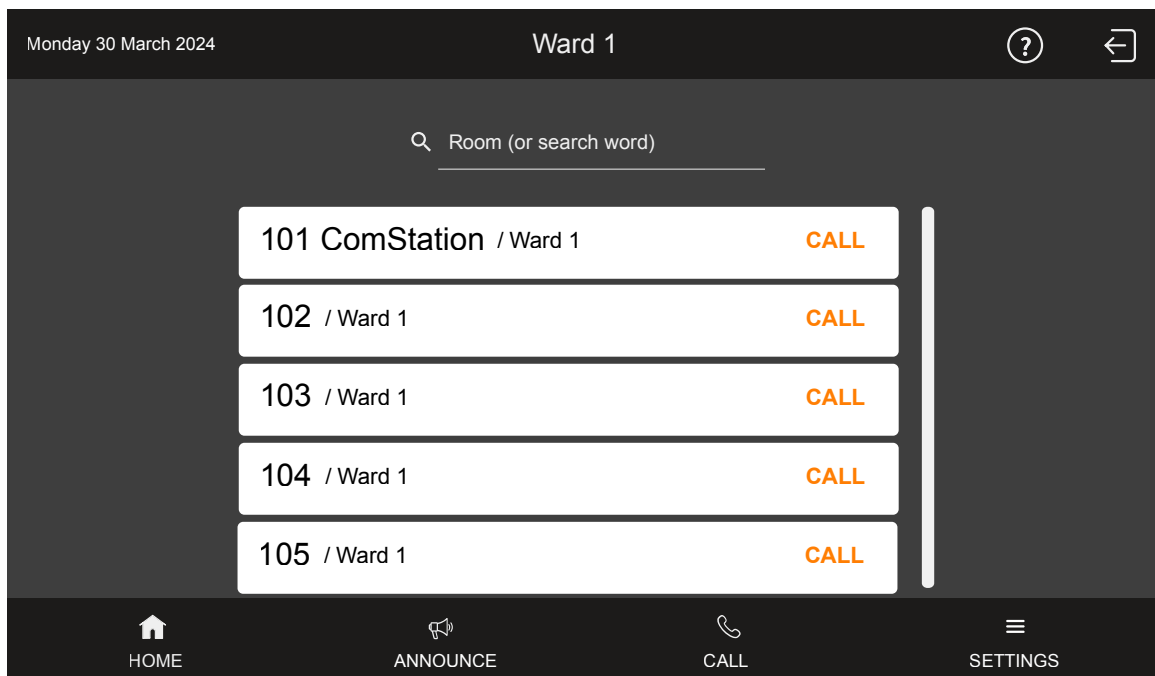 Monday 30 March 2024 Ward 1 ?
Room (or search word)
101 ComStation / Ward 1 CALL
102 / Ward 1 CALL
103 / Ward 1 CALL
104 / Ward 1 CALL
105 / Ward 1 CALL
HOME ANNOUNCE CALL SETTINGS